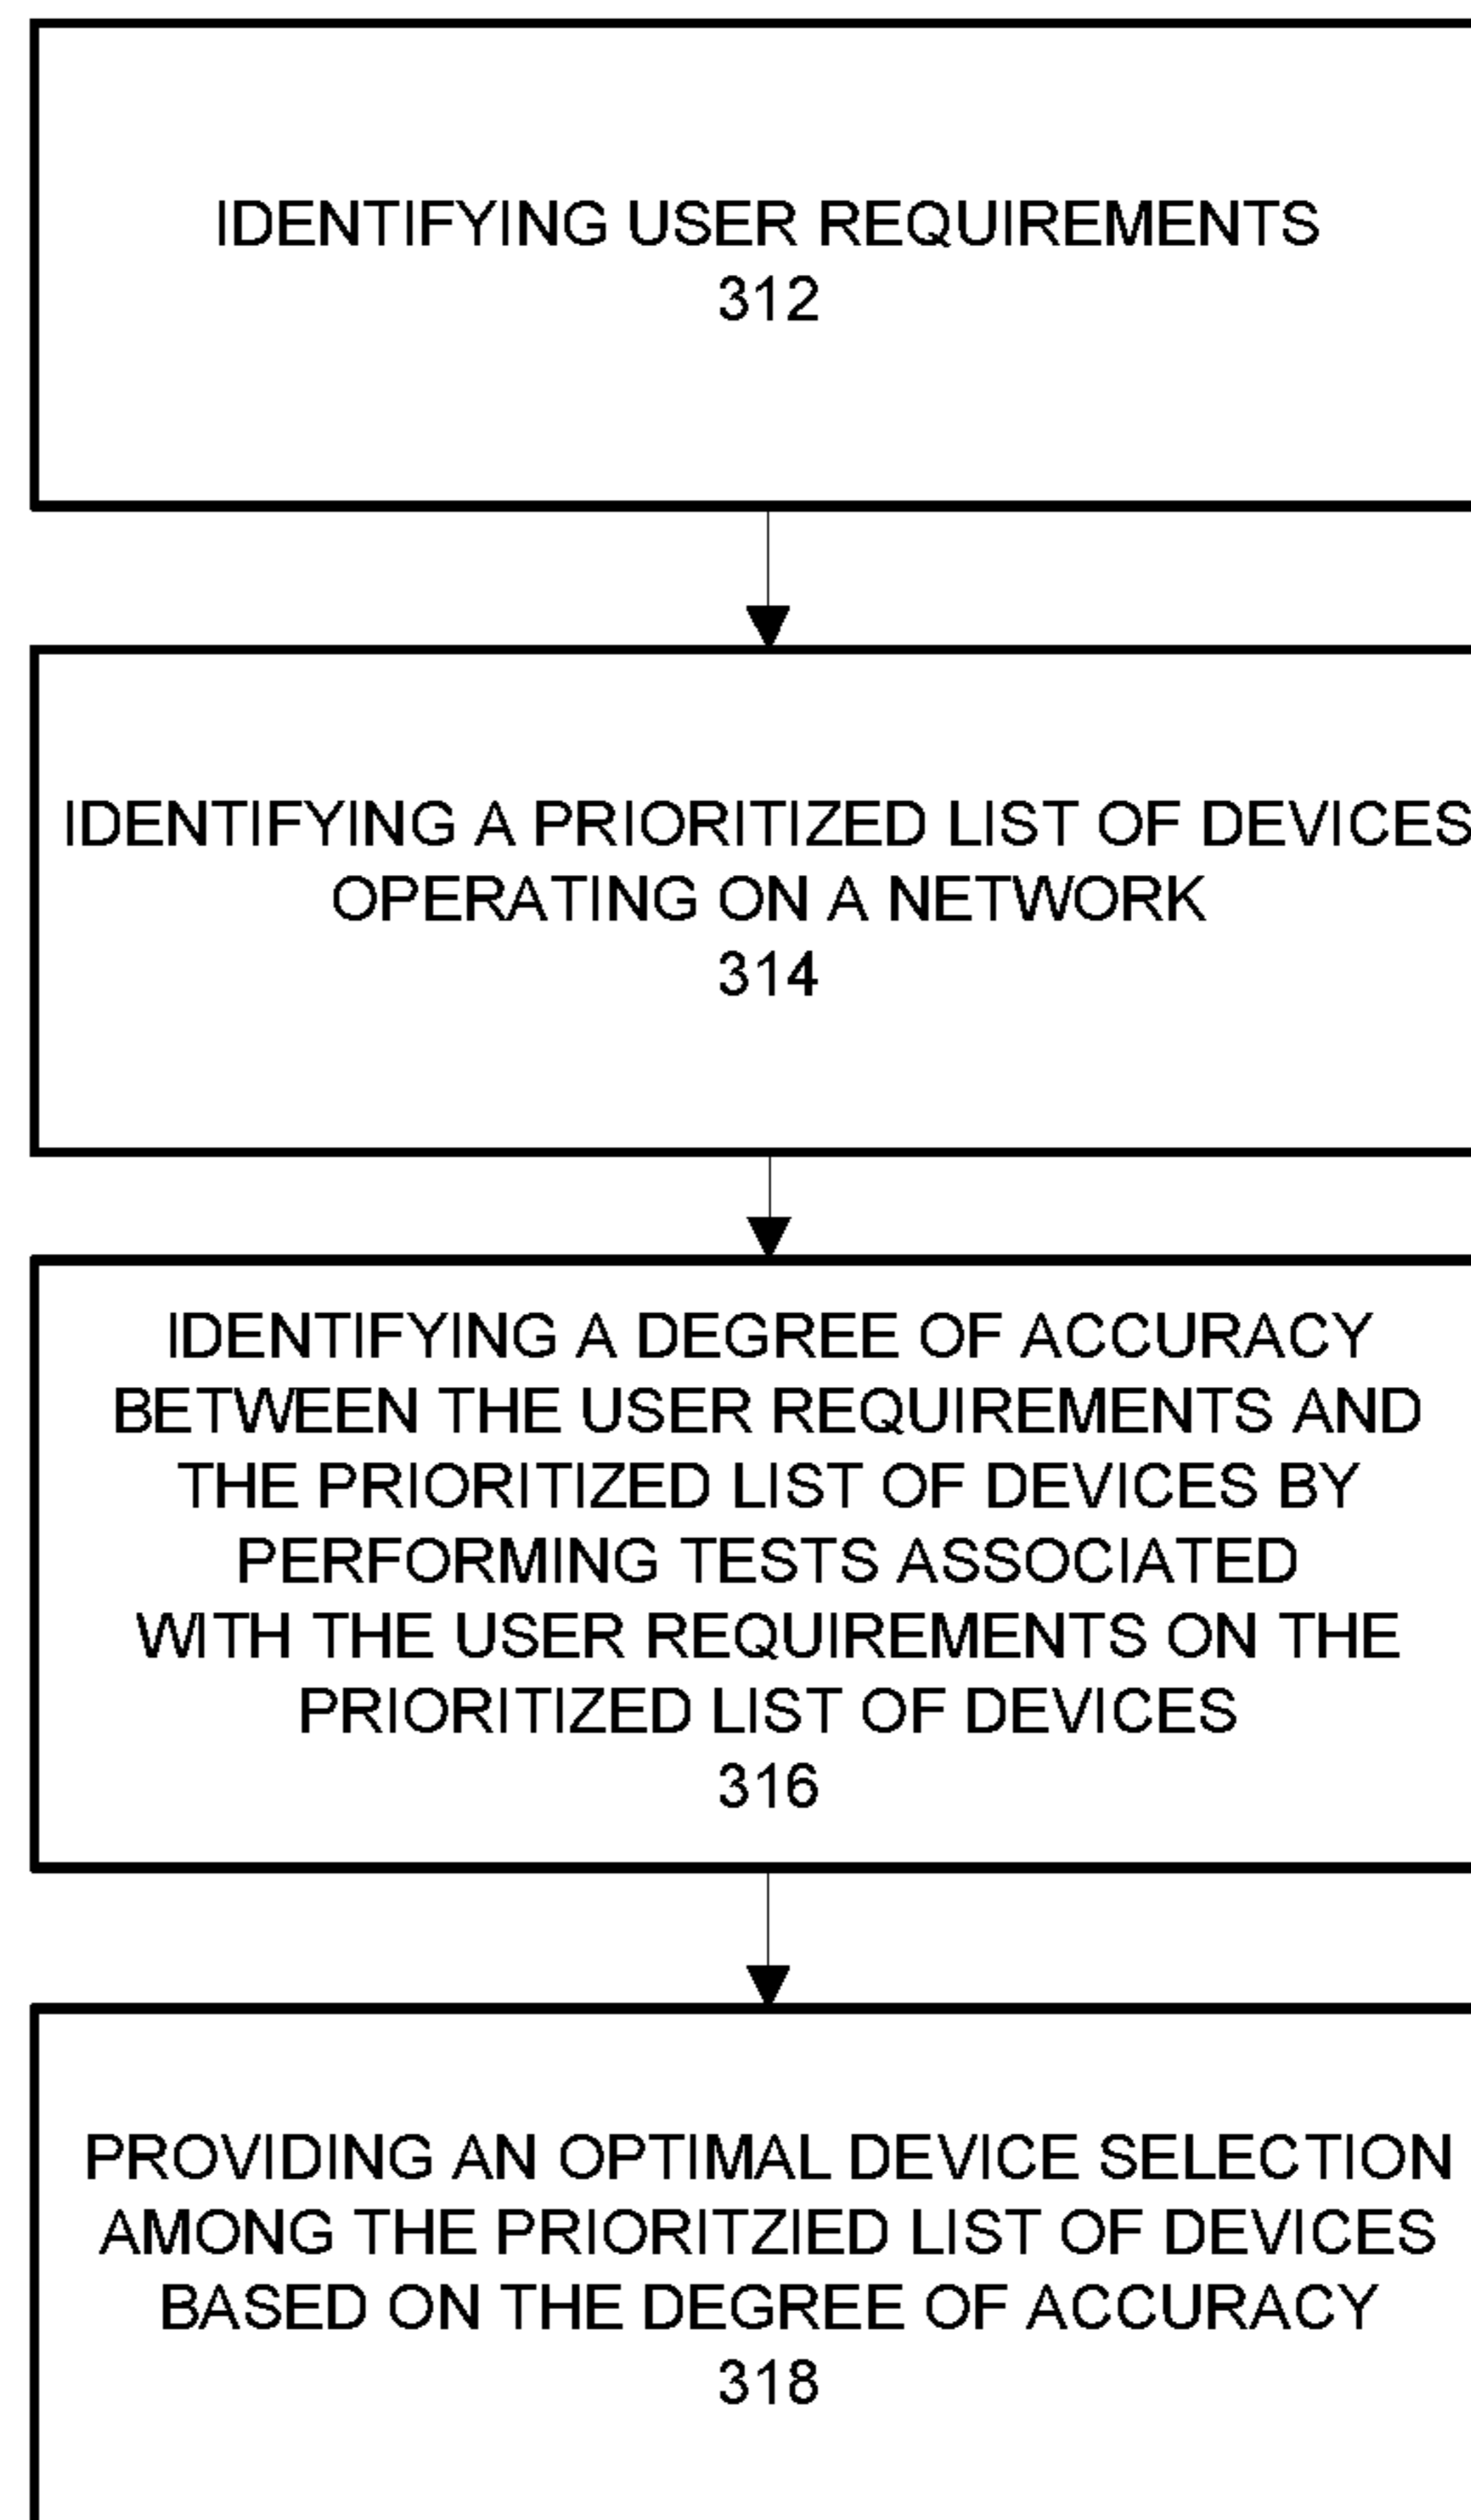 IDENTIFYING USER REQUIREMENTS
312
IDENTIFYING A PRIORITIZED LIST OF DEVICES
OPERATING ON A NETWORK
314
IDENTIFYING A DEGREE OF ACCURACY
BETWEEN THE USER REQUIREMENTS AND
THE PRIORITIZED LIST OF DEVICES BY
PERFORMING TESTS ASSOCIATED
WITH THE USER REQUIREMENTS ON THE
PRIORITIZED LIST OF DEVICES
316
PROVIDING AN OPTIMAL DEVICE SELECTION
AMONG THE PRIORITZIED LIST OF DEVICES
BASED ON THE DEGREE OF ACCURACY
318